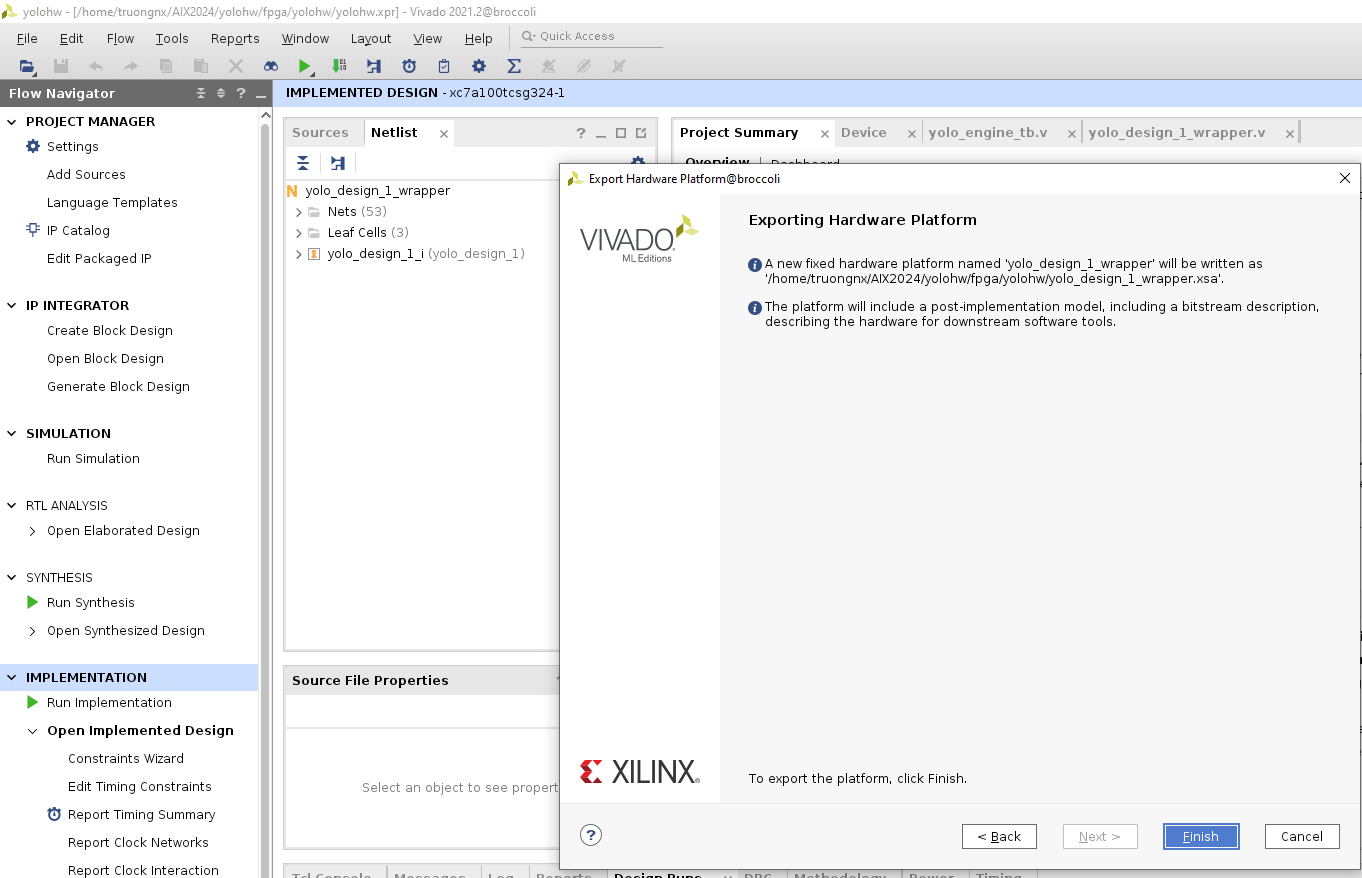 yolohw - [/home/truongnx/AIX2024/yolohw/fpga/yolohw/yolohw.xpr] - Vivado 2021.2@broccoli
File Edit Flow Tools Reports Window Layout View Help Quick Access
Flow Navigator
IMPLEMENTED DESIGN - xc7a100tcsg324-1
PROJECT MANAGER
Settings
Add Sources
Language Templates
IP Catalog
Edit Packaged IP
IP INTEGRATOR
Create Block Design
Open Block Design
Generate Block Design
SIMULATION
Run Simulation
RTL ANALYSIS
Open Elaborated Design
SYNTHESIS
Run Synthesis
Open Synthesized Design
IMPLEMENTATION
Run Implementation
Open Implemented Design
Constraints Wizard
Edit Timing Constraints
Report Timing Summary
Report Clock Networks
Report Clock Interaction
Sources Netlist
N yolo_design_1_wrapper
Nets (53)
Leaf Cells (3)
yolo_design_1_i (yolo_design_1)
Source File Properties
Select an object to see propert
Tcl Console Messages Log Reports Design Runs DRC Methodology Power Timing
Project Summary Device yolo_engine_tb.v yolo_design_1_wrapper.v
Overview | Dashboard
Export Hardware Platform@broccoli
VIVADO
ML Editions
Exporting Hardware Platform
A new fixed hardware platform named 'yolo_design_1_wrapper' will be written as
'/home/truongnx/AIX2024/yolohw/fpga/yolohw/yolo_design_1_wrapper.xsa'.
The platform will include a post-implementation model, including a bitstream description,
describing the hardware for downstream software tools.
XILINX
To export the platform, click Finish.
< Back Next > Finish Cancel